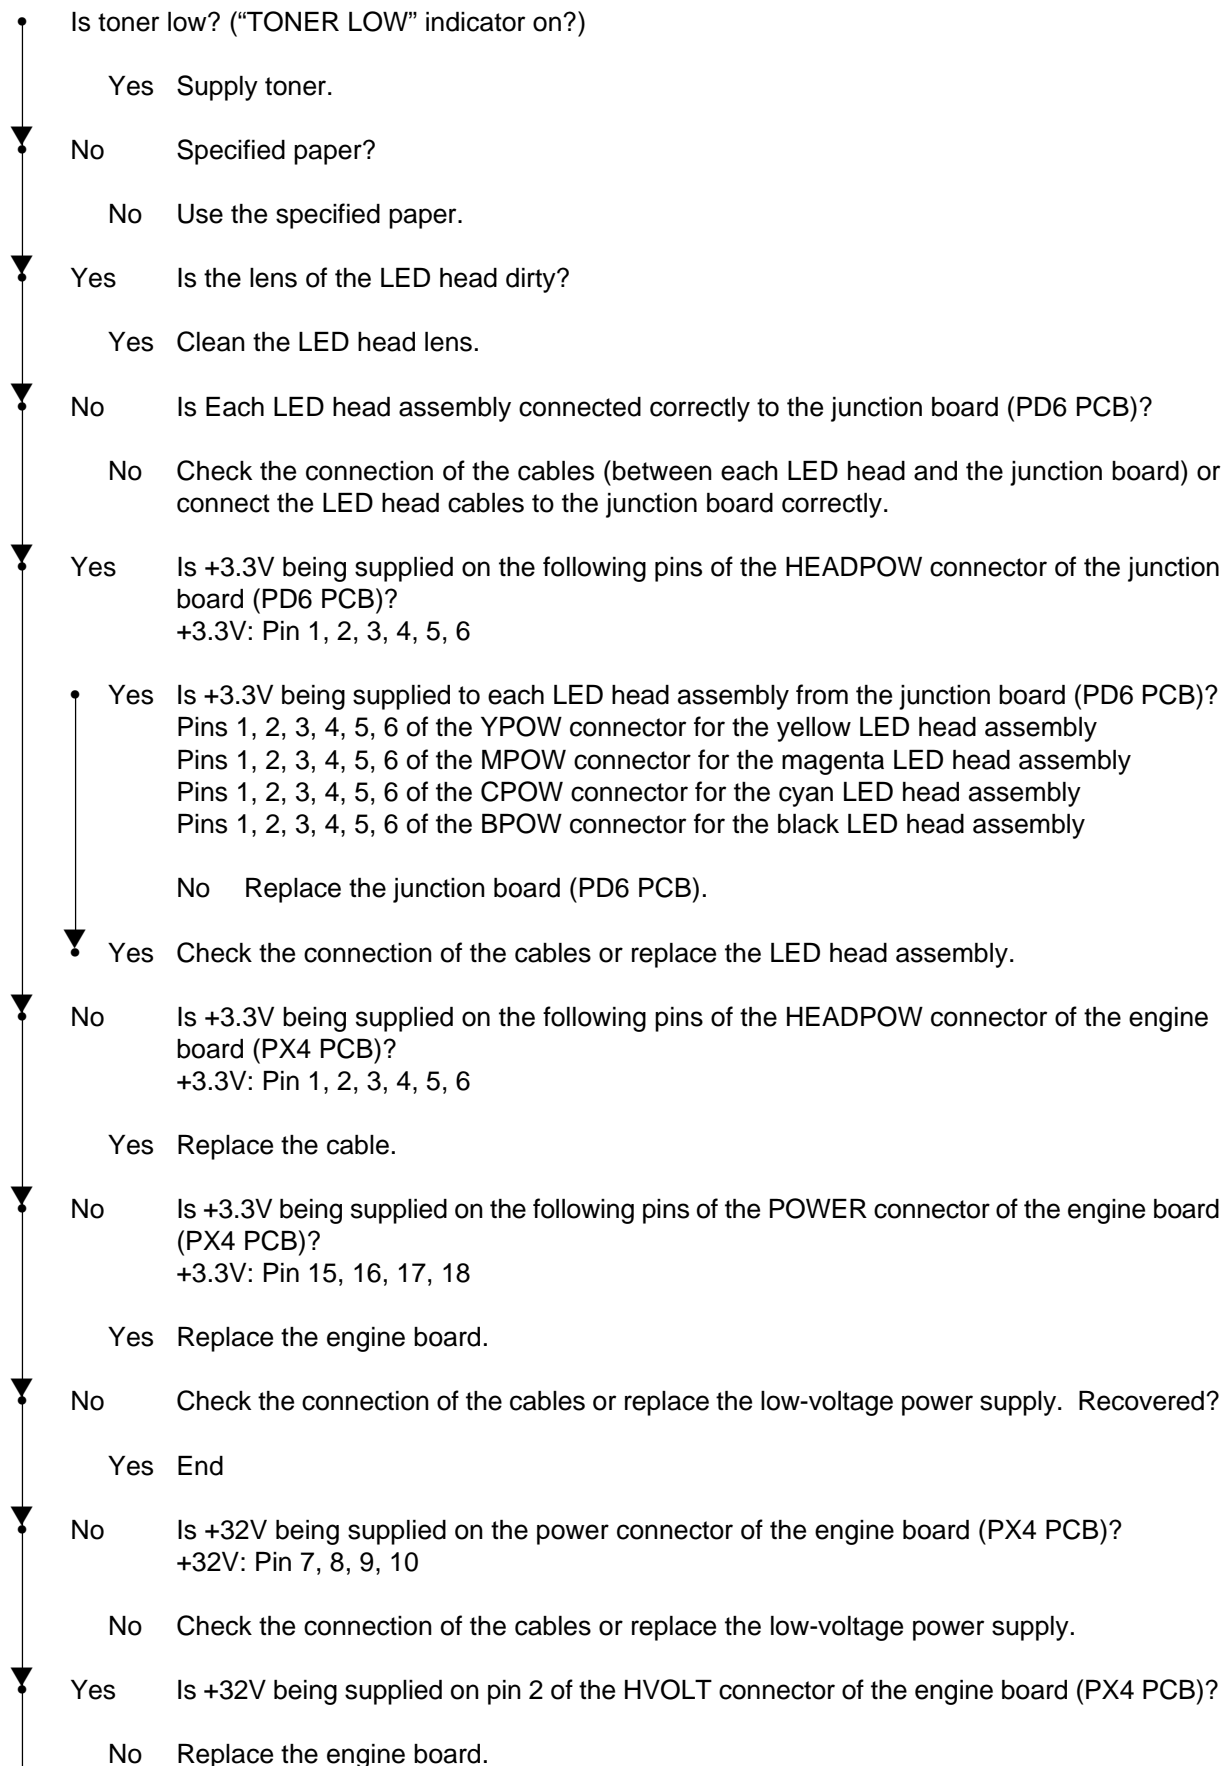 Is toner low? (“TONER LOW” indicator on?)
Yes Supply toner.
No Specified paper?
No Use the specified paper.
Yes Is the lens of the LED head dirty?
Yes Clean the LED head lens.
No Is Each LED head assembly connected correctly to the junction board (PD6 PCB)?
No Check the connection of the cables (between each LED head and the junction board) or
connect the LED head cables to the junction board correctly.
Yes Is +3.3V being supplied on the following pins of the HEADPOW connector of the junction
board (PD6 PCB)?
+3.3V: Pin 1, 2, 3, 4, 5, 6
Yes Is +3.3V being supplied to each LED head assembly from the junction board (PD6 PCB)?
Pins 1, 2, 3, 4, 5, 6 of the YPOW connector for the yellow LED head assembly
Pins 1, 2, 3, 4, 5, 6 of the MPOW connector for the magenta LED head assembly
Pins 1, 2, 3, 4, 5, 6 of the CPOW connector for the cyan LED head assembly
Pins 1, 2, 3, 4, 5, 6 of the BPOW connector for the black LED head assembly
No Replace the junction board (PD6 PCB).
Yes Check the connection of the cables or replace the LED head assembly.
No Is +3.3V being supplied on the following pins of the HEADPOW connector of the engine
board (PX4 PCB)?
+3.3V: Pin 1, 2, 3, 4, 5, 6
Yes Replace the cable.
No Is +3.3V being supplied on the following pins of the POWER connector of the engine board
(PX4 PCB)?
+3.3V: Pin 15, 16, 17, 18
Yes Replace the engine board.
No Check the connection of the cables or replace the low-voltage power supply. Recovered?
Yes End
No Is +32V being supplied on the power connector of the engine board (PX4 PCB)?
+32V: Pin 7, 8, 9, 10
No Check the connection of the cables or replace the low-voltage power supply.
Yes Is +32V being supplied on pin 2 of the HVOLT connector of the engine board (PX4 PCB)?
No Replace the engine board.